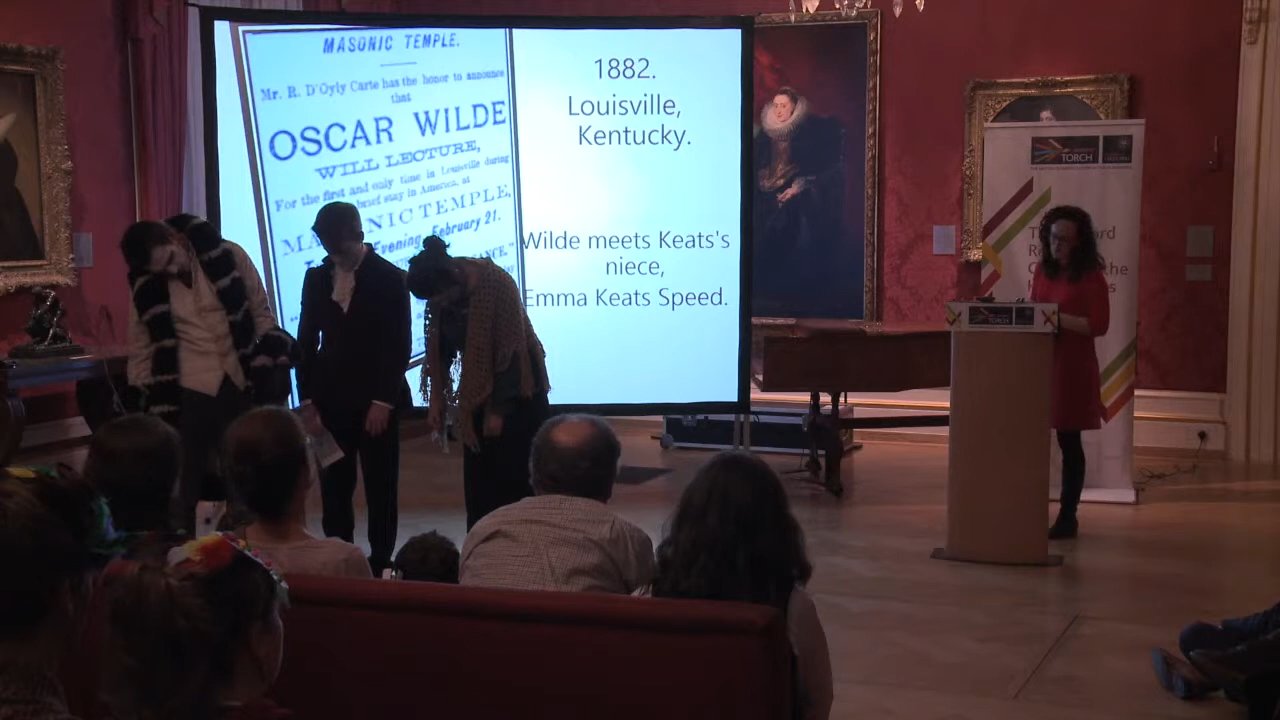 MASONIC TEMPLE.
Mr. R. D'Oyly Carte has the honor to announce
that
OSCAR WILDE
WILL LECTURE,
For the first and only time in Louisville during
brief stay in America, at
NIC TEMPLE,
Evening, February 21.
1882.
Louisville,
Kentucky.
Wilde meets Keats's
niece,
Emma Keats Speed.
TORCH
TORCH